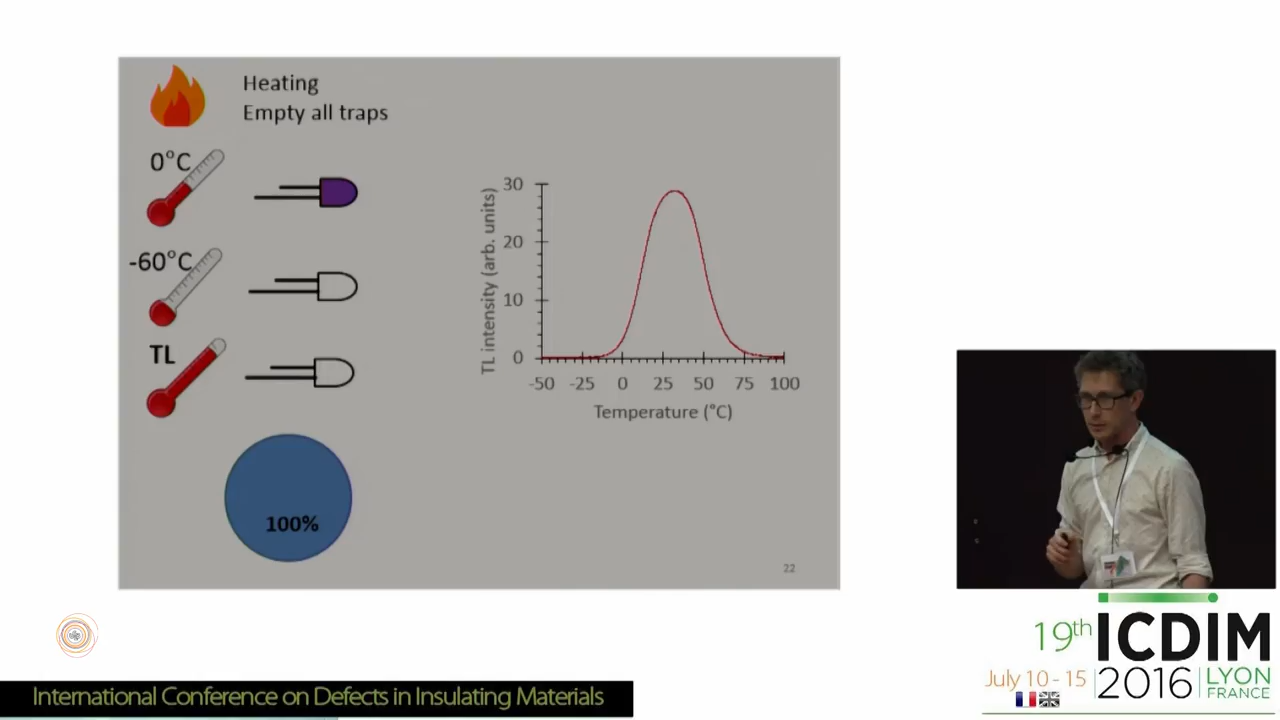 Heating
Empty all traps
0°C
-60°C
TL
100%
TL intensity (arb. units)
30
20
10
0
-50 -25 0 25 50 75 100
Temperature (°C)
22
19th ICDIM
July 10 - 15 2016 LYON
FRANCE
International Conference on Defects in Insulating Materials